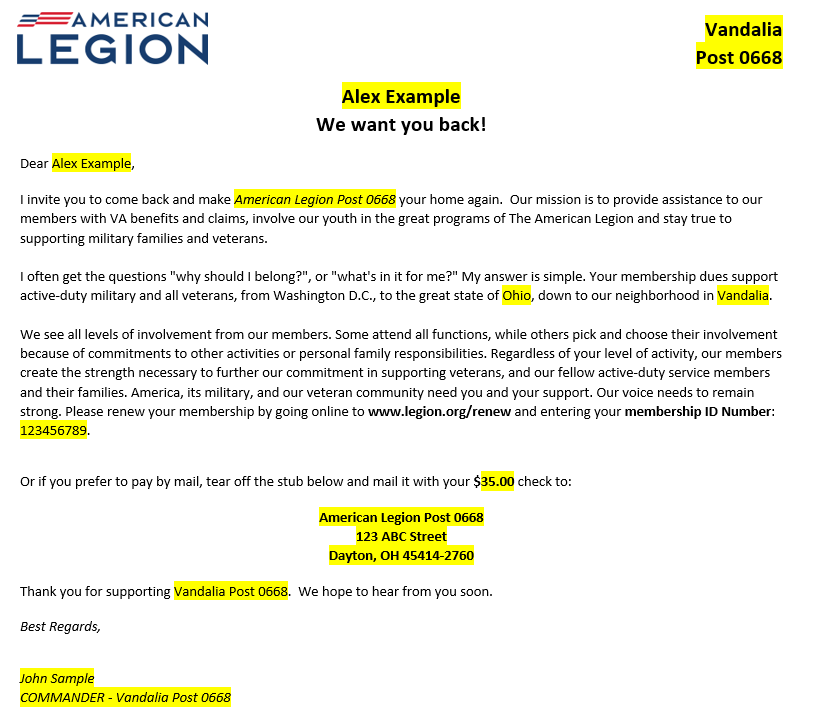 AMERICAN
LEGION
Vandalia
Post 0668
Alex Example
We want you back!
Dear Alex Example,
I invite you to come back and make American Legion Post 0668 your home again.  Our mission is to provide assistance to our
members with VA benefits and claims, involve our youth in the great programs of The American Legion and stay true to
supporting military families and veterans.
I often get the questions "why should I belong?", or "what's in it for me?" My answer is simple. Your membership dues support
active-duty military and all veterans, from Washington D.C., to the great state of Ohio, down to our neighborhood in Vandalia.
We see all levels of involvement from our members. Some attend all functions, while others pick and choose their involvement
because of commitments to other activities or personal family responsibilities. Regardless of your level of activity, our members
create the strength necessary to further our commitment in supporting veterans, and our fellow active-duty service members
and their families. America, its military, and our veteran community need you and your support. Our voice needs to remain
strong. Please renew your membership by going online to www.legion.org/renew and entering your membership ID Number:
123456789.
Or if you prefer to pay by mail, tear off the stub below and mail it with your $35.00 check to:
American Legion Post 0668
123 ABC Street
Dayton, OH 45414-2760
Thank you for supporting Vandalia Post 0668.  We hope to hear from you soon.
Best Regards,
John Sample
COMMANDER - Vandalia Post 0668